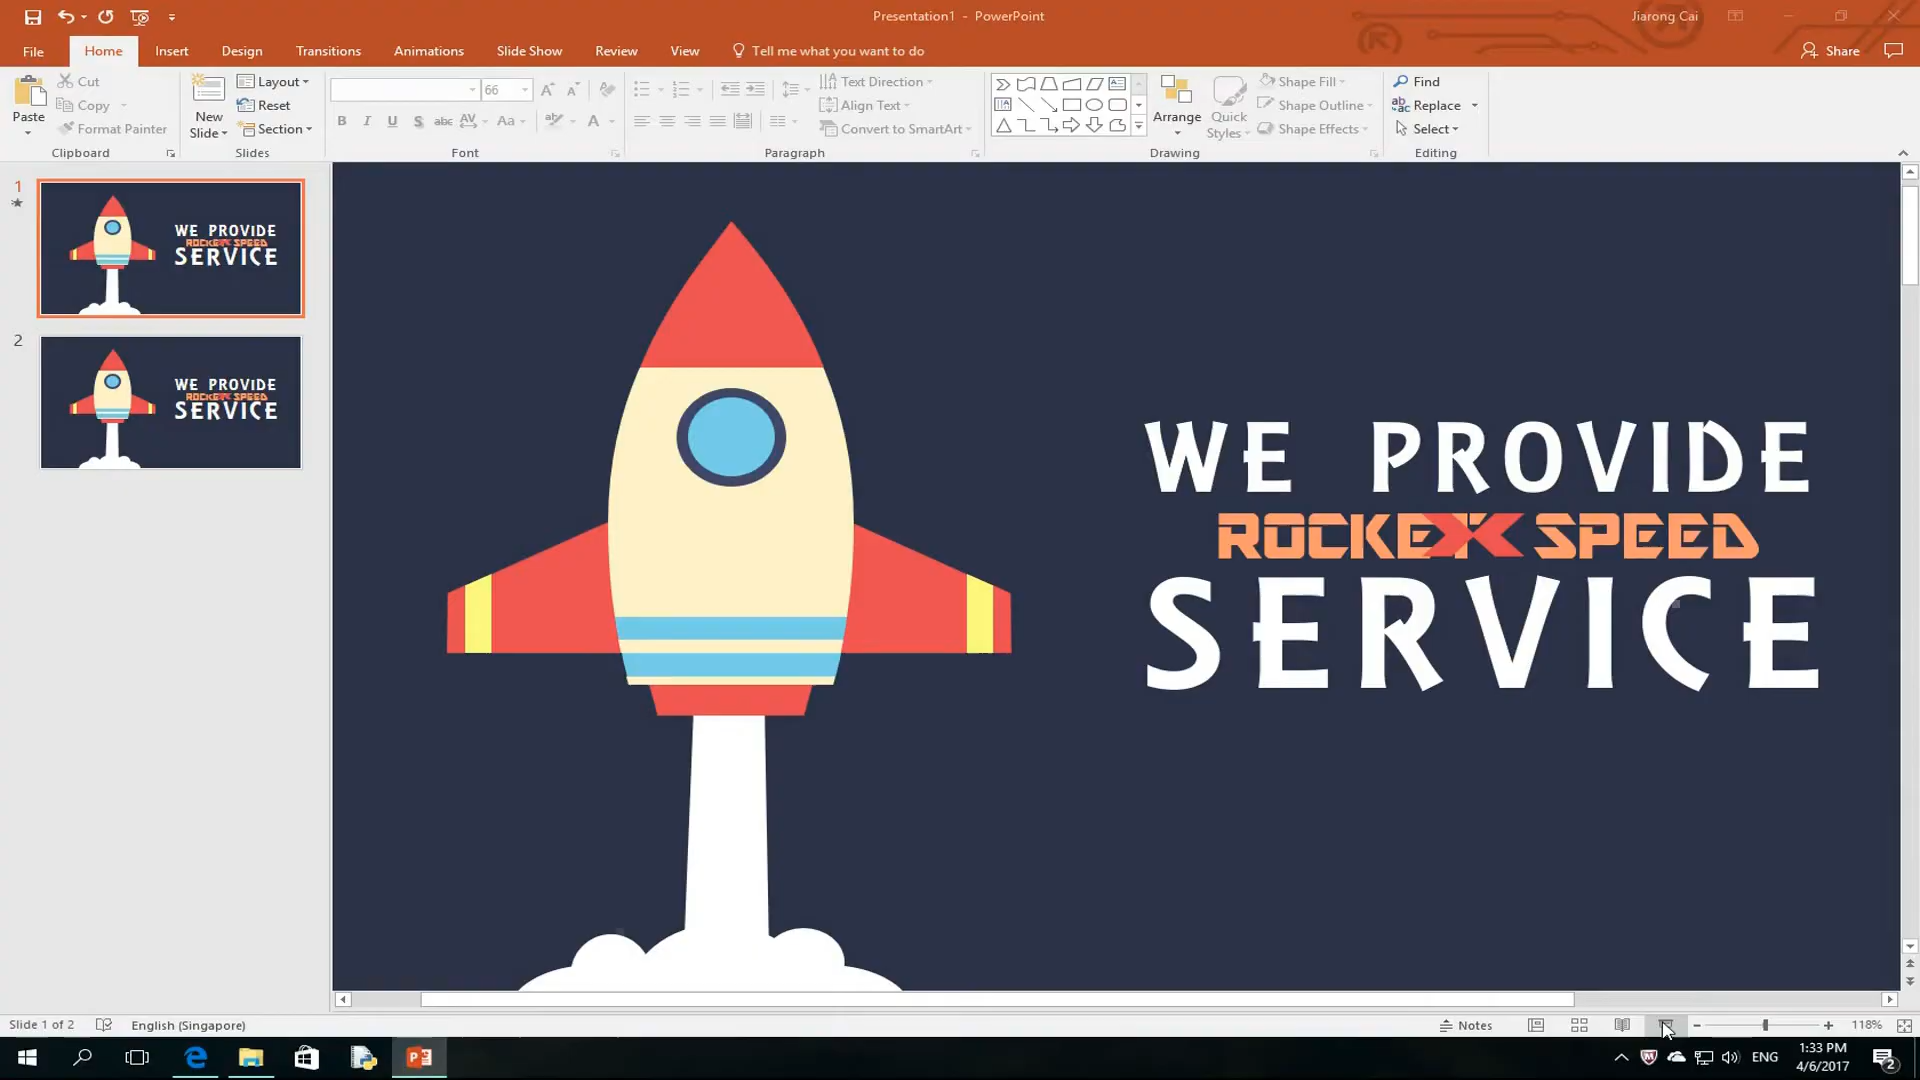 Presentation1 - PowerPoint
Jiarong Cai
File
Home
Insert
Design
Transitions
Animations
Slide Show
Review
View
Tell me what you want to do
Share
Paste
Cut
Copy
Format Painter
Clipboard
New
Slide
Layout
Reset
Section
Slides
66
B I U S abc AV Aa A
Font
Text Direction
Align Text
Convert to SmartArt
Paragraph
Arrange
Quick
Styles
Shape Fill
Shape Outline
Shape Effects
Drawing
Find
Replace
Select
Editing
1
WE PROVIDE
ROCKET SPEED
SERVICE
2
WE PROVIDE
ROCKET SPEED
SERVICE
WE PROVIDE
ROCKET SPEED
SERVICE
Slide 1 of 2
English (Singapore)
Notes
118%
ENG
1:33 PM
4/6/2017
2